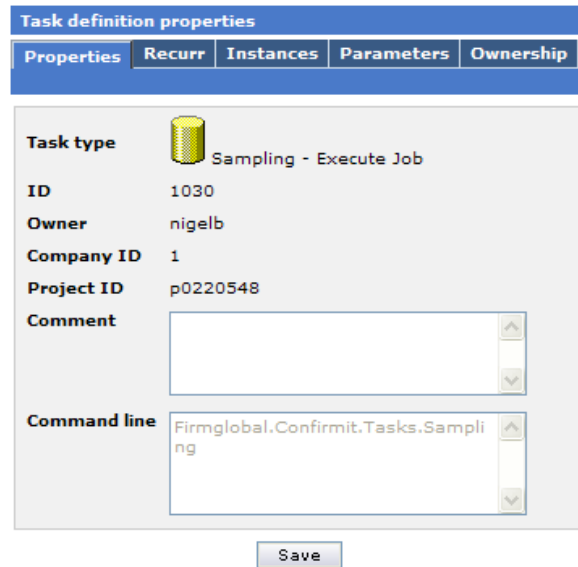 Task definition properties
Properties Recurr Instances Parameters Ownership
Task type Sampling - Execute Job
ID 1030
Owner nigelb
Company ID 1
Project ID p0220548
Comment
Command line Firmglobal.Confirmit.Tasks.Sampli
ng
Save